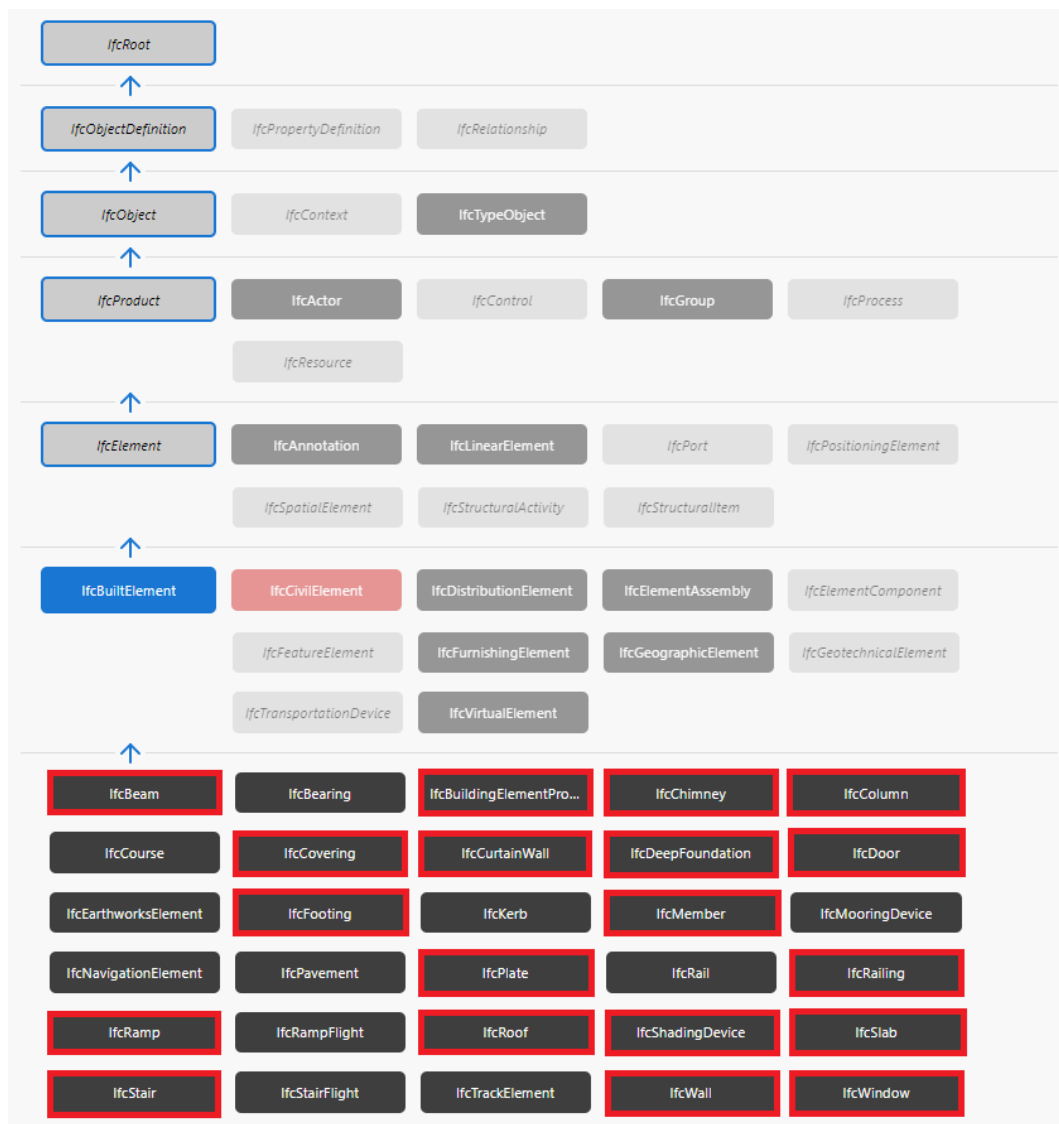 IfcRoot
IfcObjectDefinition IfcPropertyDefinition IfcRelationship
IfcObject IfcContext IfcTypeObject
IfcProduct IfcActor IfcControl IfcGroup IfcProcess
IfcResource
IfcElement IfcAnnotation IfcLinearElement IfcPort IfcPositioningElement
IfcSpatialElement IfcStructuralActivity IfcStructuralItem
IfcBuiltElement IfcCivilElement IfcDistributionElement IfcElementAssembly IfcElementComponent
IfcFeatureElement IfcFurnishingElement IfcGeographicElement IfcGeotechnicalElement
IfcTransportationDevice IfcVirtualElement
IfcBeam IfcBearing IfcBuildingElementPro... IfcChimney IfcColumn
IfcCourse IfcCovering IfcCurtainWall IfcDeepFoundation IfcDoor
IfcEarthworksElement IfcFooting IfcKerb IfcMember IfcMooringDevice
IfcNavigationElement IfcPavement IfcPlate IfcRail IfcRailing
IfcRamp IfcRampFlight IfcRoof IfcShadingDevice IfcSlab
IfcStair IfcStairFlight IfcTrackElement IfcWall IfcWindow